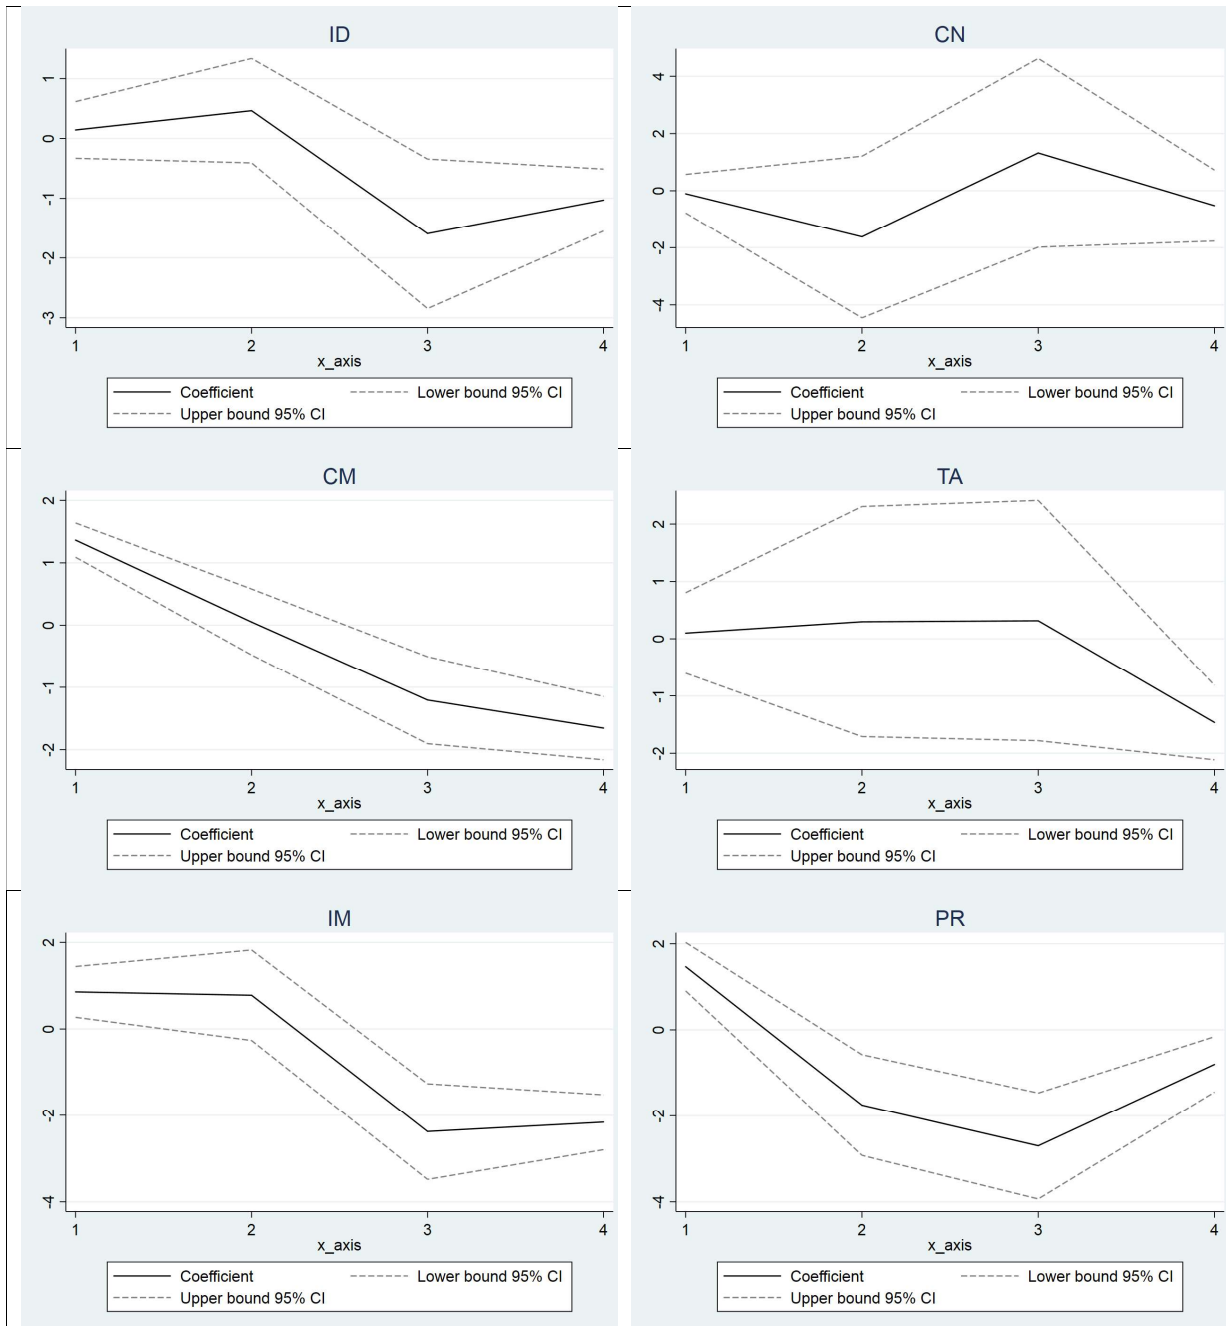 ID
1
0
-1
-2
-3
1 2 3 4
x_axis
Coefficient Lower bound 95% CI
Upper bound 95% CI
CN
4
2
0
-2
-4
1 2 3 4
x_axis
Coefficient Lower bound 95% CI
Upper bound 95% CI
CM
2
1
0
-1
-2
1 2 3 4
x_axis
Coefficient Lower bound 95% CI
Upper bound 95% CI
TA
2
1
0
-1
-2
1 2 3 4
x_axis
Coefficient Lower bound 95% CI
Upper bound 95% CI
IM
2
0
-2
-4
1 2 3 4
x_axis
Coefficient Lower bound 95% CI
Upper bound 95% CI
PR
2
0
-2
-4
1 2 3 4
x_axis
Coefficient Lower bound 95% CI
Upper bound 95% CI